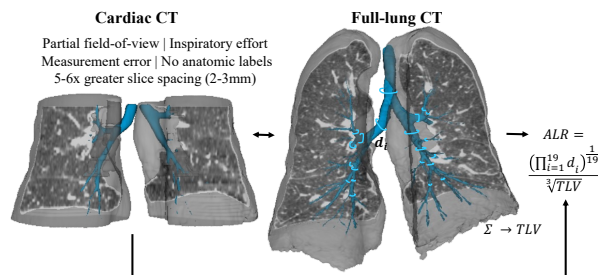 Cardiac CT
Partial field-of-view | Inspiratory effort
Measurement error | No anatomic labels
5-6x greater slice spacing (2-3mm)
Full-lung CT
d_i
ALR =
(∏_{i=1}^{19} d_i)^{1/19}
∛TLV
Σ → TLV